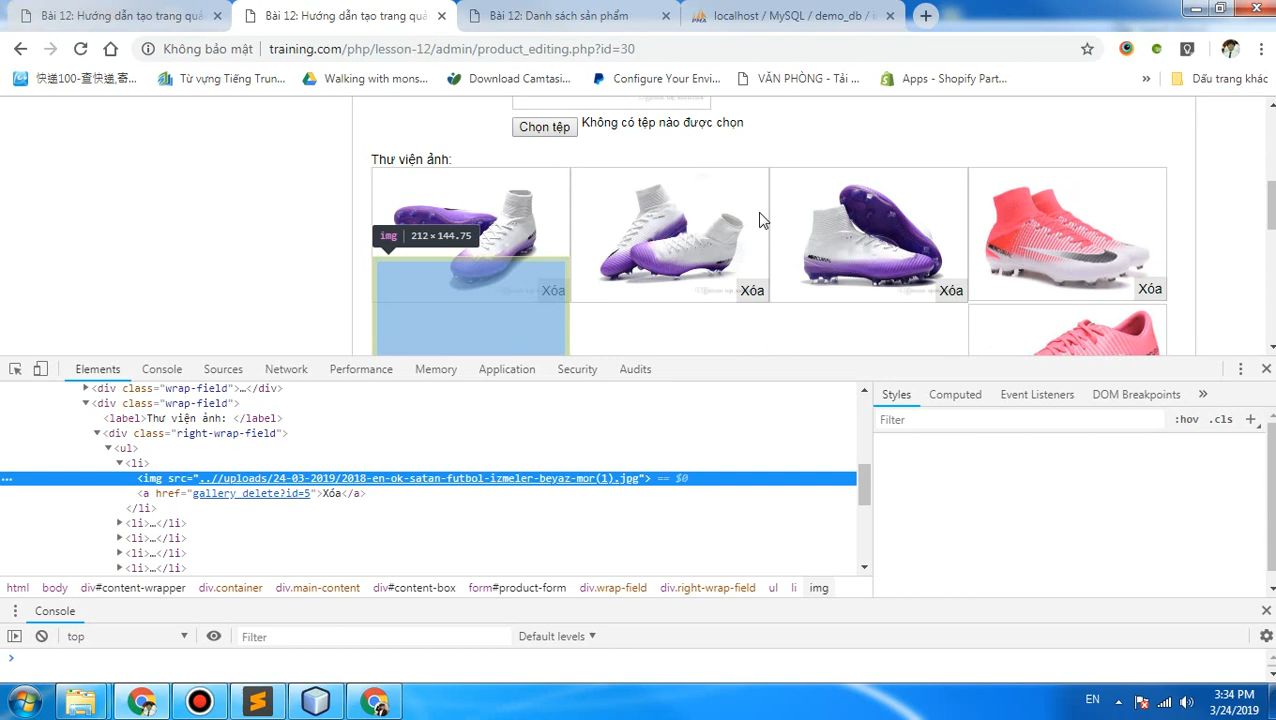 Bài 12: Hướng dẫn tạo trang quả
Bài 12: Hướng dẫn tạo trang quả
Bài 12: Danh sách sản phẩm
localhost / MySQL / demo_db / i
Không bảo mật | training.com/php/lesson-12/admin/product_editing.php?id=30
快递100-查快递,寄...
Từ vựng Tiếng Trun...
Walking with mons...
Download Camtasi...
Configure Your Envi...
VĂN PHÒNG - Tải ...
Apps - Shopify Part...
»
Dấu trang khác
Chọn tệp Không có tệp nào được chọn
Thư viện ảnh:
img | 212 × 144.75
Xóa
Xóa
Xóa
Xóa
Elements Console Sources Network Performance Memory Application Security Audits
<div class="wrap-field">…</div>
<div class="wrap-field">
<label>Thư viện ảnh: </label>
<div class="right-wrap-field">
<ul>
<li>
<img src="..//uploads/24-03-2019/2018-en-ok-satan-futbol-izmeler-beyaz-mor(1).jpg"> == $0
<a href="gallery_delete?id=5">Xóa</a>
</li>
<li>…</li>
<li>…</li>
<li>…</li>
<li>…</li>
Styles Computed Event Listeners DOM Breakpoints »
Filter :hov .cls +
html body div#content-wrapper div.container div.main-content div#content-box form#product-form div.wrap-field div.right-wrap-field ul li img
Console
top Filter Default levels
EN
3:34 PM
3/24/2019